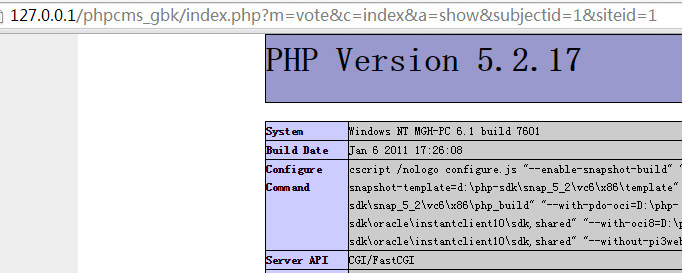 127.0.0.1/phpcms_gbk/index.php?m=vote&c=index&a=show&subjectid=1&siteid=1
PHP Version 5.2.17
System Windows NT MGH-PC 6.1 build 7601
Build Date Jan 6 2011 17:26:08
Configure Command cscript /nologo configure.js "--enable-snapshot-build" "
snapshot-template=d:\php-sdk\snap_5_2\vc6\x86\template"
sdk\snap_5_2\vc6\x86\php_build" "--with-pdo-oci=D:\php-
sdk\oracle\instantclient10\sdk,shared" "--with-oci8=D:\
sdk\oracle\instantclient10\sdk,shared" "--without-pi3web
Server API CGI/FastCGI